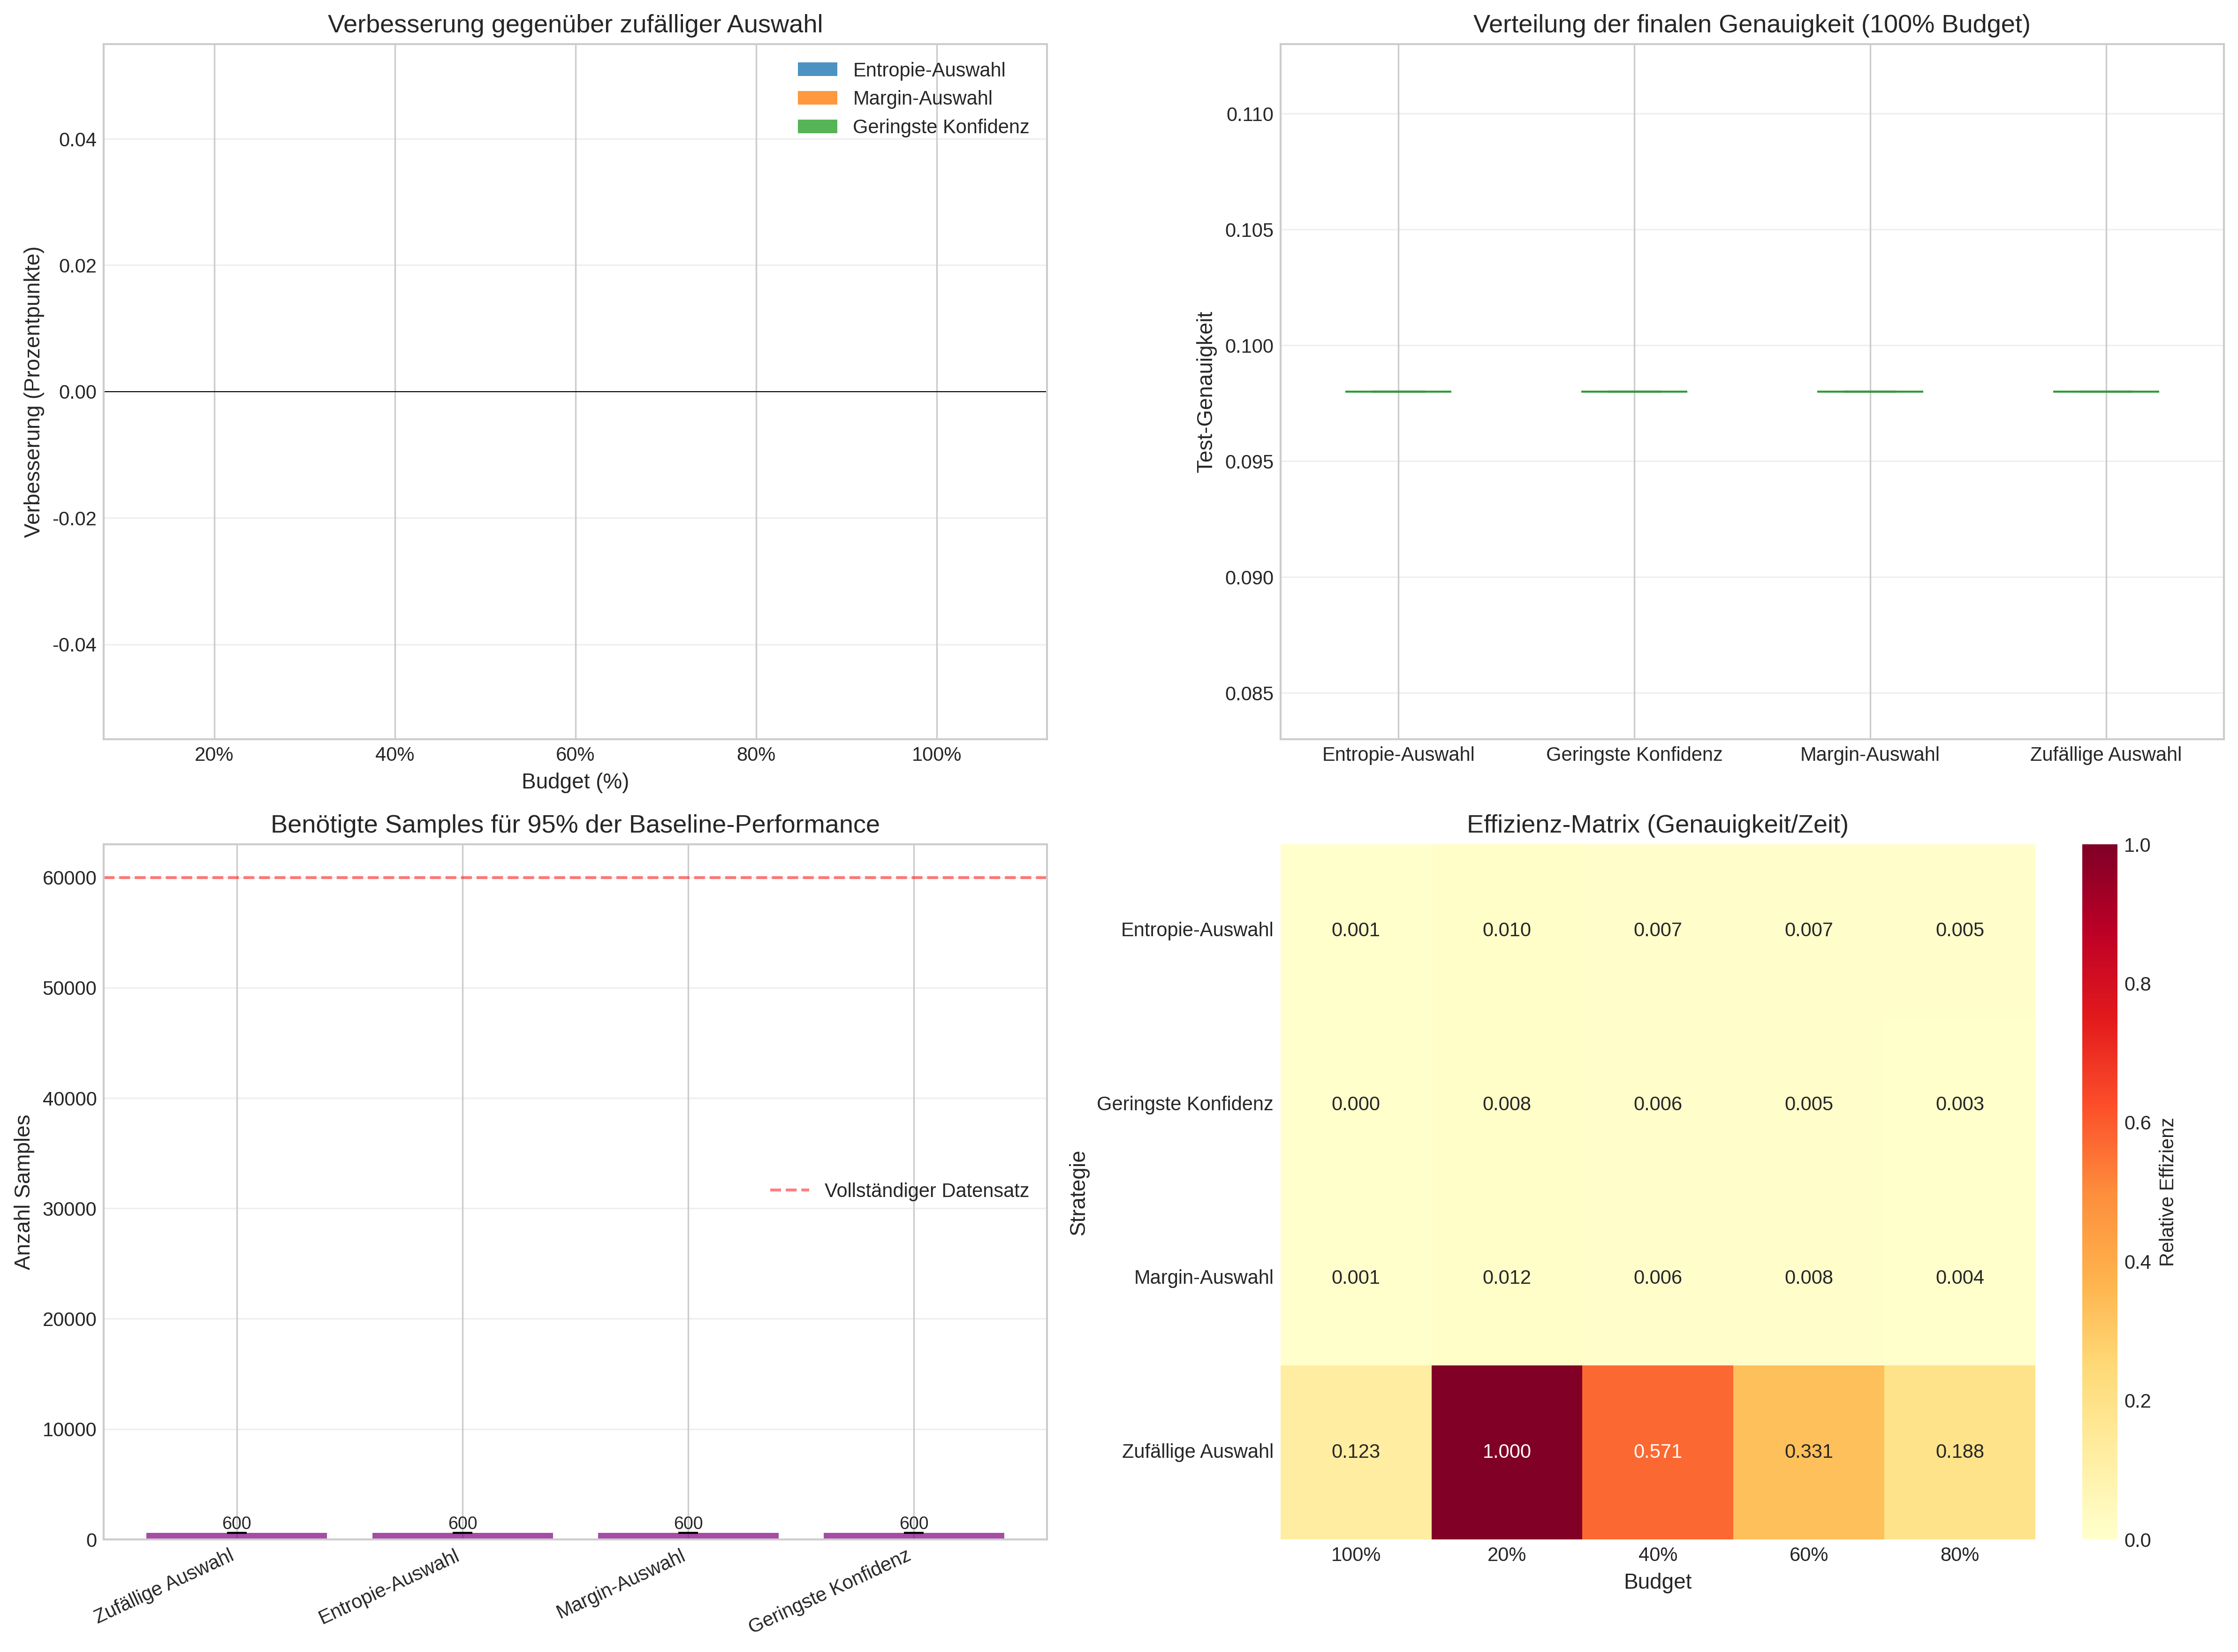 Verbesserung gegenüber zufälliger Auswahl
Entropie-Auswahl
Margin-Auswahl
Geringste Konfidenz
Verbesserung (Prozentpunkte)
0.04
0.02
0.00
-0.02
-0.04
20% 40% 60% 80% 100%
Budget (%)
Verteilung der finalen Genauigkeit (100% Budget)
Test-Genauigkeit
0.110
0.105
0.100
0.095
0.090
0.085
Entropie-Auswahl Geringste Konfidenz Margin-Auswahl Zufällige Auswahl
Benötigte Samples für 95% der Baseline-Performance
Anzahl Samples
60000
50000
40000
30000
20000
10000
0
Vollständiger Datensatz
600 600 600 600
Zufällige Auswahl Entropie-Auswahl Margin-Auswahl Geringste Konfidenz
Effizienz-Matrix (Genauigkeit/Zeit)
Strategie
Entropie-Auswahl 0.001 0.010 0.007 0.007 0.005
Geringste Konfidenz 0.000 0.008 0.006 0.005 0.003
Margin-Auswahl 0.001 0.012 0.006 0.008 0.004
Zufällige Auswahl 0.123 1.000 0.571 0.331 0.188
100% 20% 40% 60% 80%
Budget
1.0
0.8
0.6
0.4
0.2
0.0
Relative Effizienz